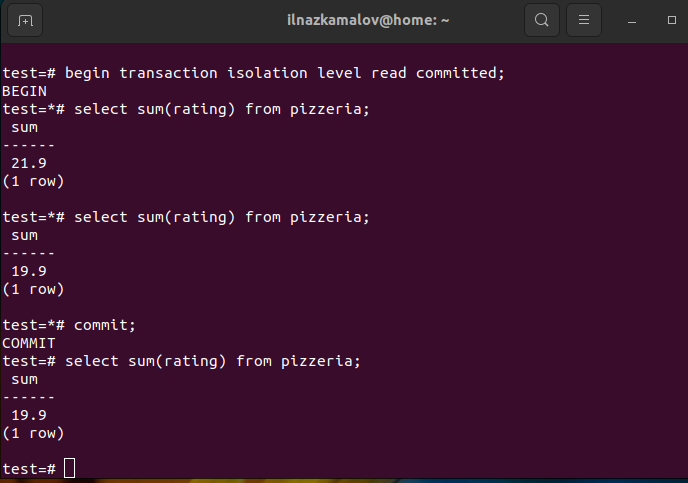 ilnazkamalov@home: ~
test=# begin transaction isolation level read committed;
BEGIN
test=*# select sum(rating) from pizzeria;
 sum
------
 21.9
(1 row)

test=*# select sum(rating) from pizzeria;
 sum
------
 19.9
(1 row)

test=*# commit;
COMMIT
test=# select sum(rating) from pizzeria;
 sum
------
 19.9
(1 row)

test=#